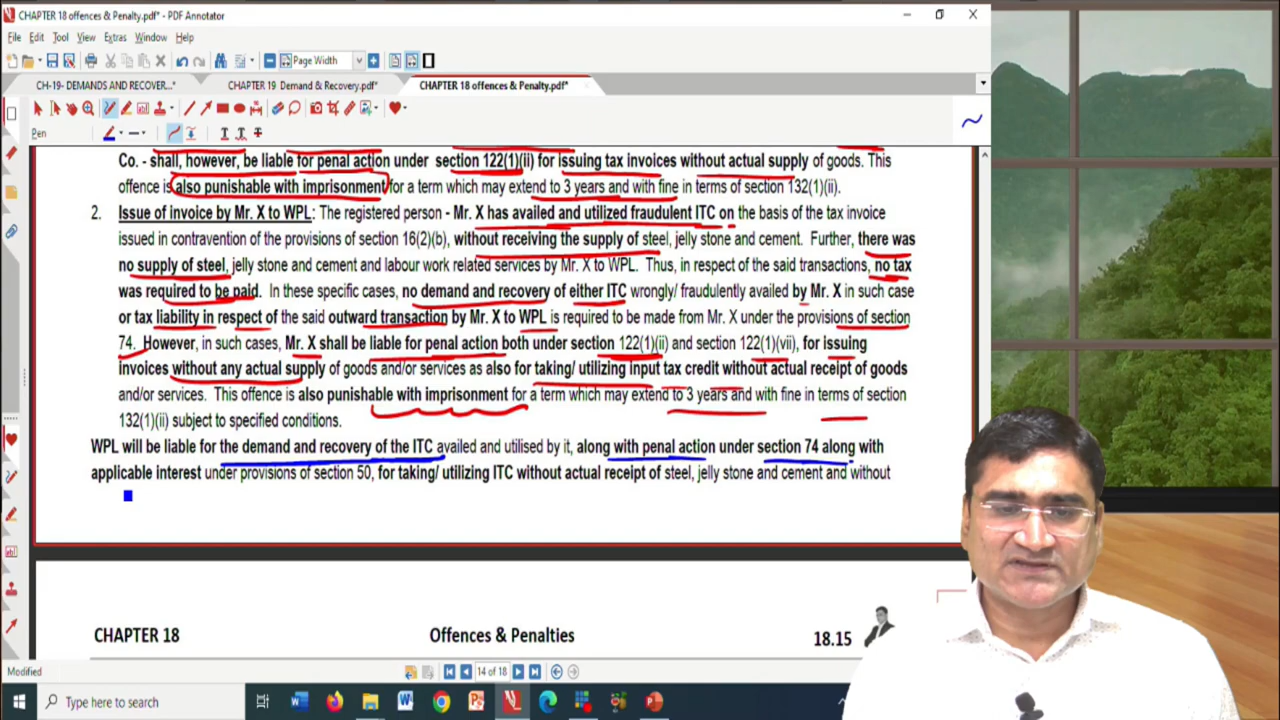 CHAPTER 18 offences & Penalty.pdf* - PDF Annotator
File Edit Tool View Extras Window Help
Page Width
CH-19- DEMANDS AND RECOVER...* CHAPTER 19 Demand & Recovery.pdf* CHAPTER 18 offences & Penalty.pdf*
Pen
Co. - shall, however, be liable for penal action under section 122(1)(ii) for issuing tax invoices without actual supply of goods. This
offence is also punishable with imprisonment for a term which may extend to 3 years and with fine in terms of section 132(1)(ii).
2. Issue of invoice by Mr. X to WPL: The registered person - Mr. X has availed and utilized fraudulent ITC on the basis of the tax invoice
issued in contravention of the provisions of section 16(2)(b), without receiving the supply of steel, jelly stone and cement. Further, there was
no supply of steel, jelly stone and cement and labour work related services by Mr. X to WPL. Thus, in respect of the said transactions, no tax
was required to be paid. In these specific cases, no demand and recovery of either ITC wrongly/ fraudulently availed by Mr. X in such case
or tax liability in respect of the said outward transaction by Mr. X to WPL is required to be made from Mr. X under the provisions of section
74. However, in such cases, Mr. X shall be liable for penal action both under section 122(1)(ii) and section 122(1)(vii), for issuing
invoices without any actual supply of goods and/or services as also for taking/ utilizing input tax credit without actual receipt of goods
and/or services. This offence is also punishable with imprisonment for a term which may extend to 3 years and with fine in terms of section
132(1)(ii) subject to specified conditions.
WPL will be liable for the demand and recovery of the ITC availed and utilised by it, along with penal action under section 74 along with
applicable interest under provisions of section 50, for taking/ utilizing ITC without actual receipt of steel, jelly stone and cement and without
CHAPTER 18 Offences & Penalties 18.15
Modified 14 of 18
Type here to search